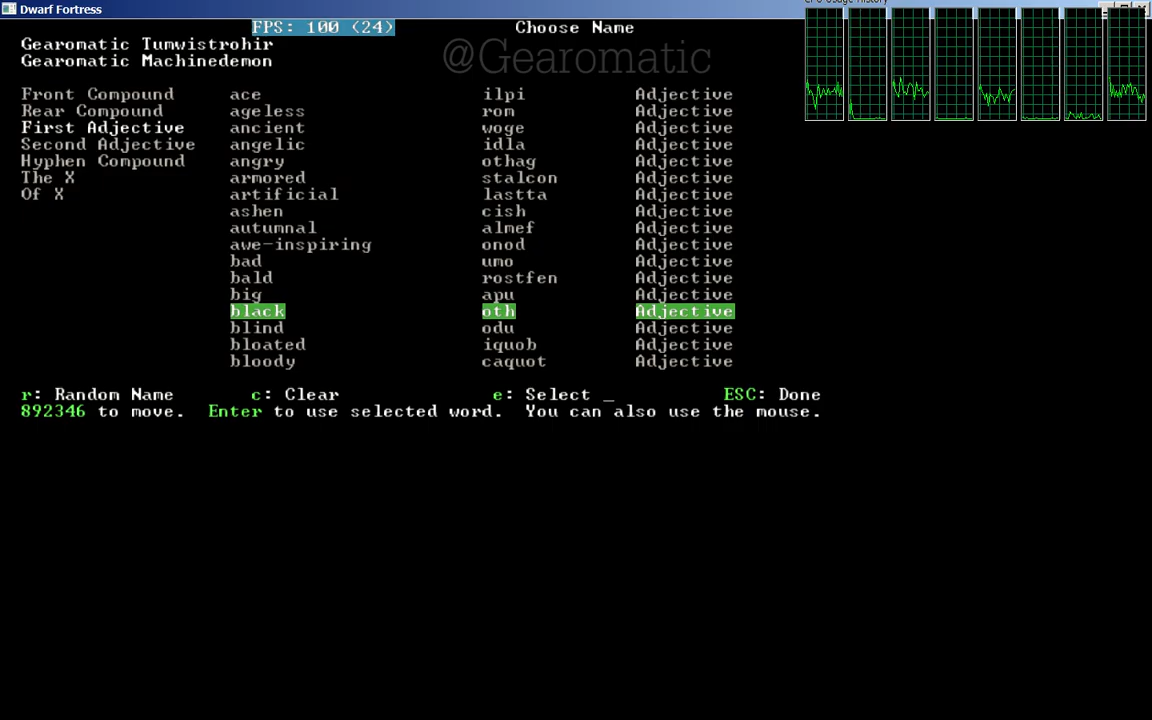 Dwarf Fortress
CPU Usage History
FPS: 100 (24) Choose Name
Gearomatic Tumwistrohir
Gearomatic Machinedemon
@Gearomatic
Front Compound ace ilpi Adjective
Rear Compound ageless rom Adjective
First Adjective ancient woge Adjective
Second Adjective angelic idla Adjective
Hyphen Compound angry othag Adjective
The X armored stalcon Adjective
Of X artificial lastta Adjective
ashen cish Adjective
autumnal almef Adjective
awe-inspiring onod Adjective
bad umo Adjective
bald rostfen Adjective
big apu Adjective
black oth Adjective
blind odu Adjective
bloated iquob Adjective
bloody caquot Adjective
r: Random Name c: Clear e: Select _ ESC: Done
892346 to move. Enter to use selected word. You can also use the mouse.